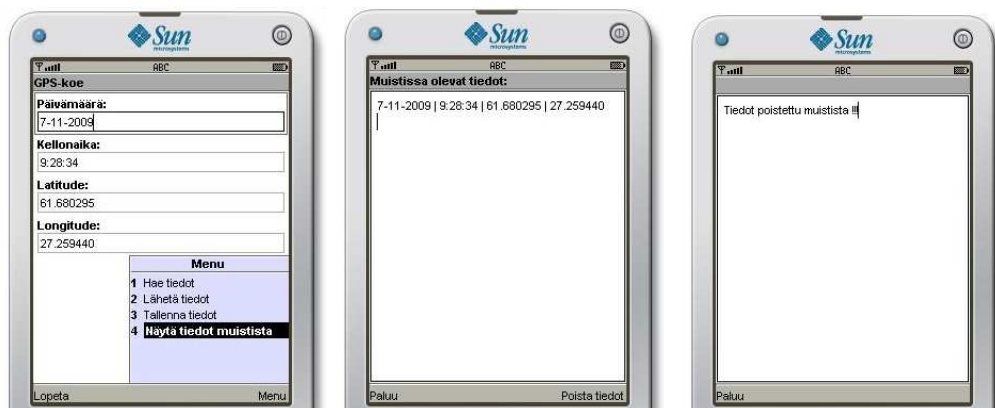 Sun
microsystems
ABC
GPS-koe
Päivämäärä:
7-11-2009
Kellonaika:
9:28:34
Latitude:
61.680295
Longitude:
27.259440
Menu
1 Hae tiedot
2 Lähetä tiedot
3 Tallenna tiedot
4 Näytä tiedot muistista
Lopeta Menu
Sun
microsystems
ABC
Muistissa olevat tiedot:
7-11-2009 | 9:28:34 | 61.680295 | 27.259440
Paluu Poista tiedot
Sun
microsystems
ABC
Tiedot poistettu muistista !!!
Paluu